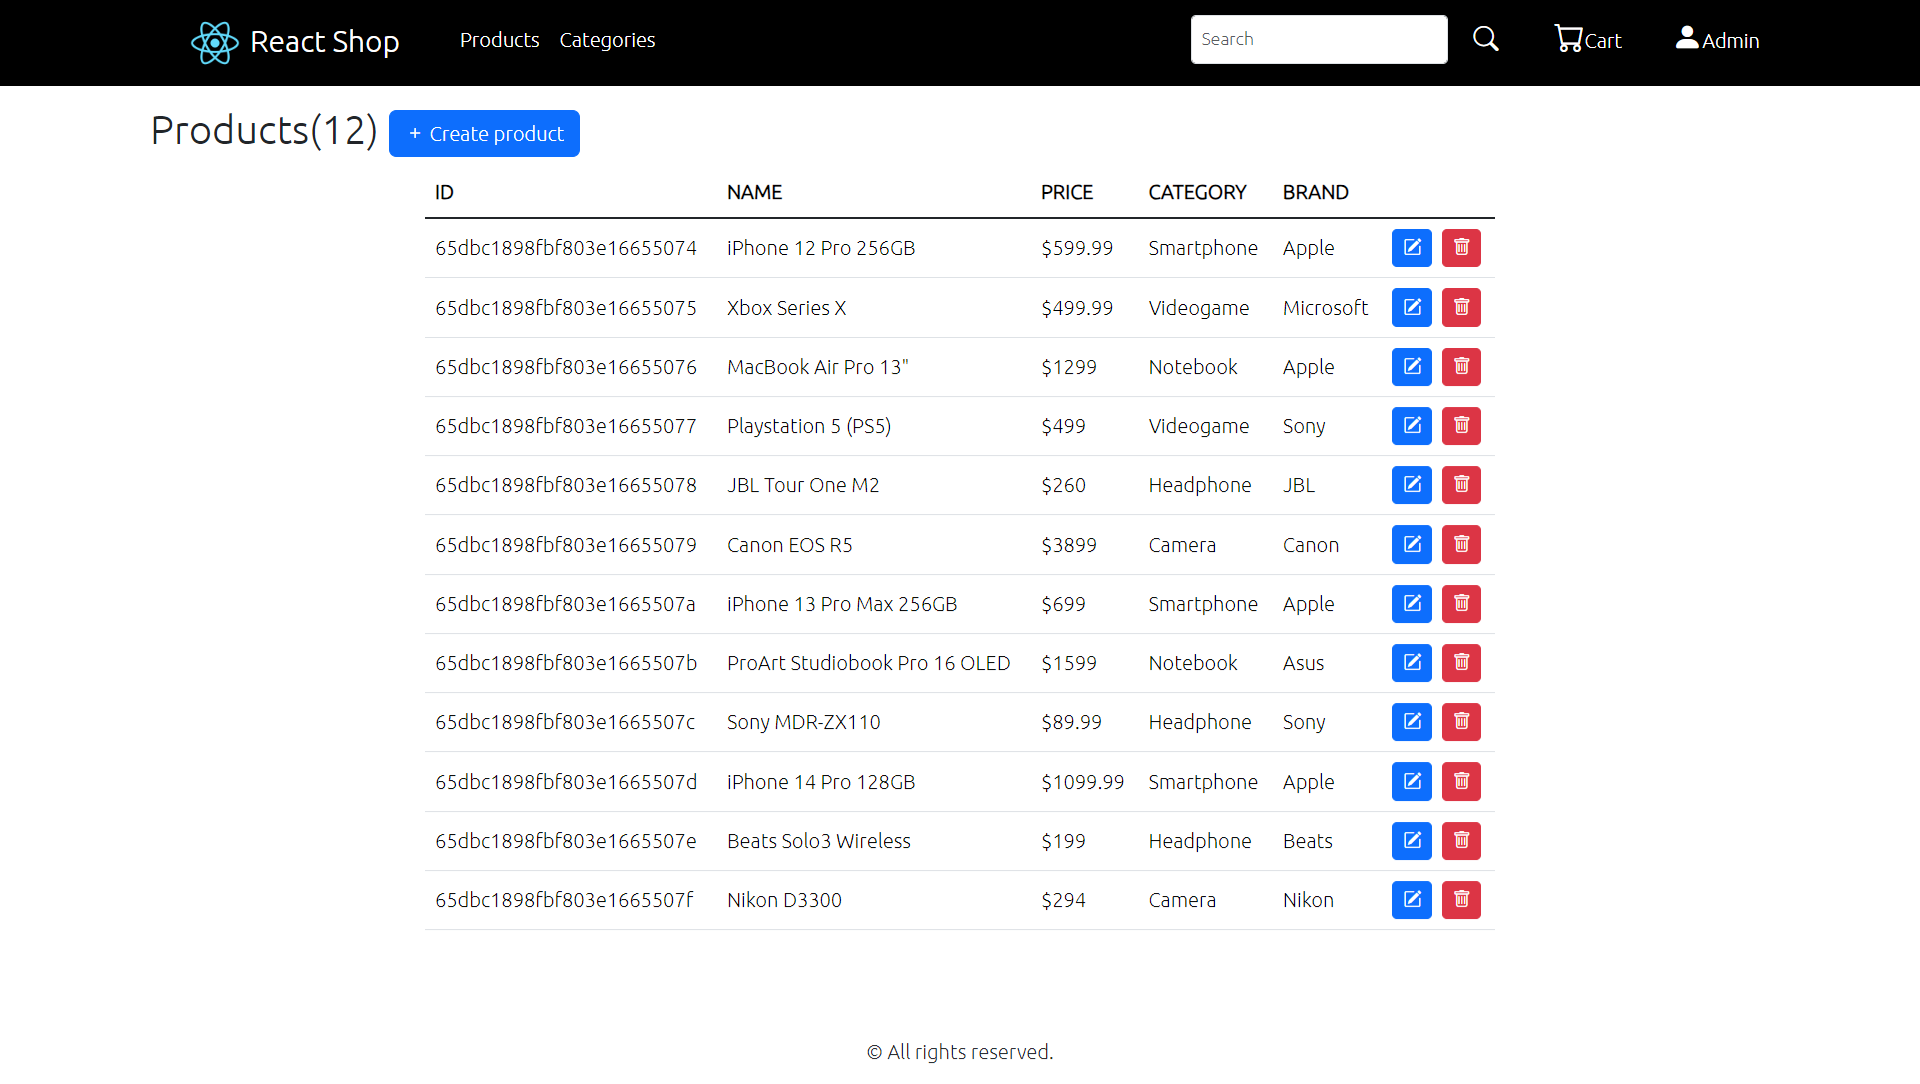 React Shop Products Categories Search Cart Admin
Products(12) + Create product
ID NAME PRICE CATEGORY BRAND
65dbc1898fbf803e16655074 iPhone 12 Pro 256GB $599.99 Smartphone Apple
65dbc1898fbf803e16655075 Xbox Series X $499.99 Videogame Microsoft
65dbc1898fbf803e16655076 MacBook Air Pro 13" $1299 Notebook Apple
65dbc1898fbf803e16655077 Playstation 5 (PS5) $499 Videogame Sony
65dbc1898fbf803e16655078 JBL Tour One M2 $260 Headphone JBL
65dbc1898fbf803e16655079 Canon EOS R5 $3899 Camera Canon
65dbc1898fbf803e1665507a iPhone 13 Pro Max 256GB $699 Smartphone Apple
65dbc1898fbf803e1665507b ProArt Studiobook Pro 16 OLED $1599 Notebook Asus
65dbc1898fbf803e1665507c Sony MDR-ZX110 $89.99 Headphone Sony
65dbc1898fbf803e1665507d iPhone 14 Pro 128GB $1099.99 Smartphone Apple
65dbc1898fbf803e1665507e Beats Solo3 Wireless $199 Headphone Beats
65dbc1898fbf803e1665507f Nikon D3300 $294 Camera Nikon
© All rights reserved.